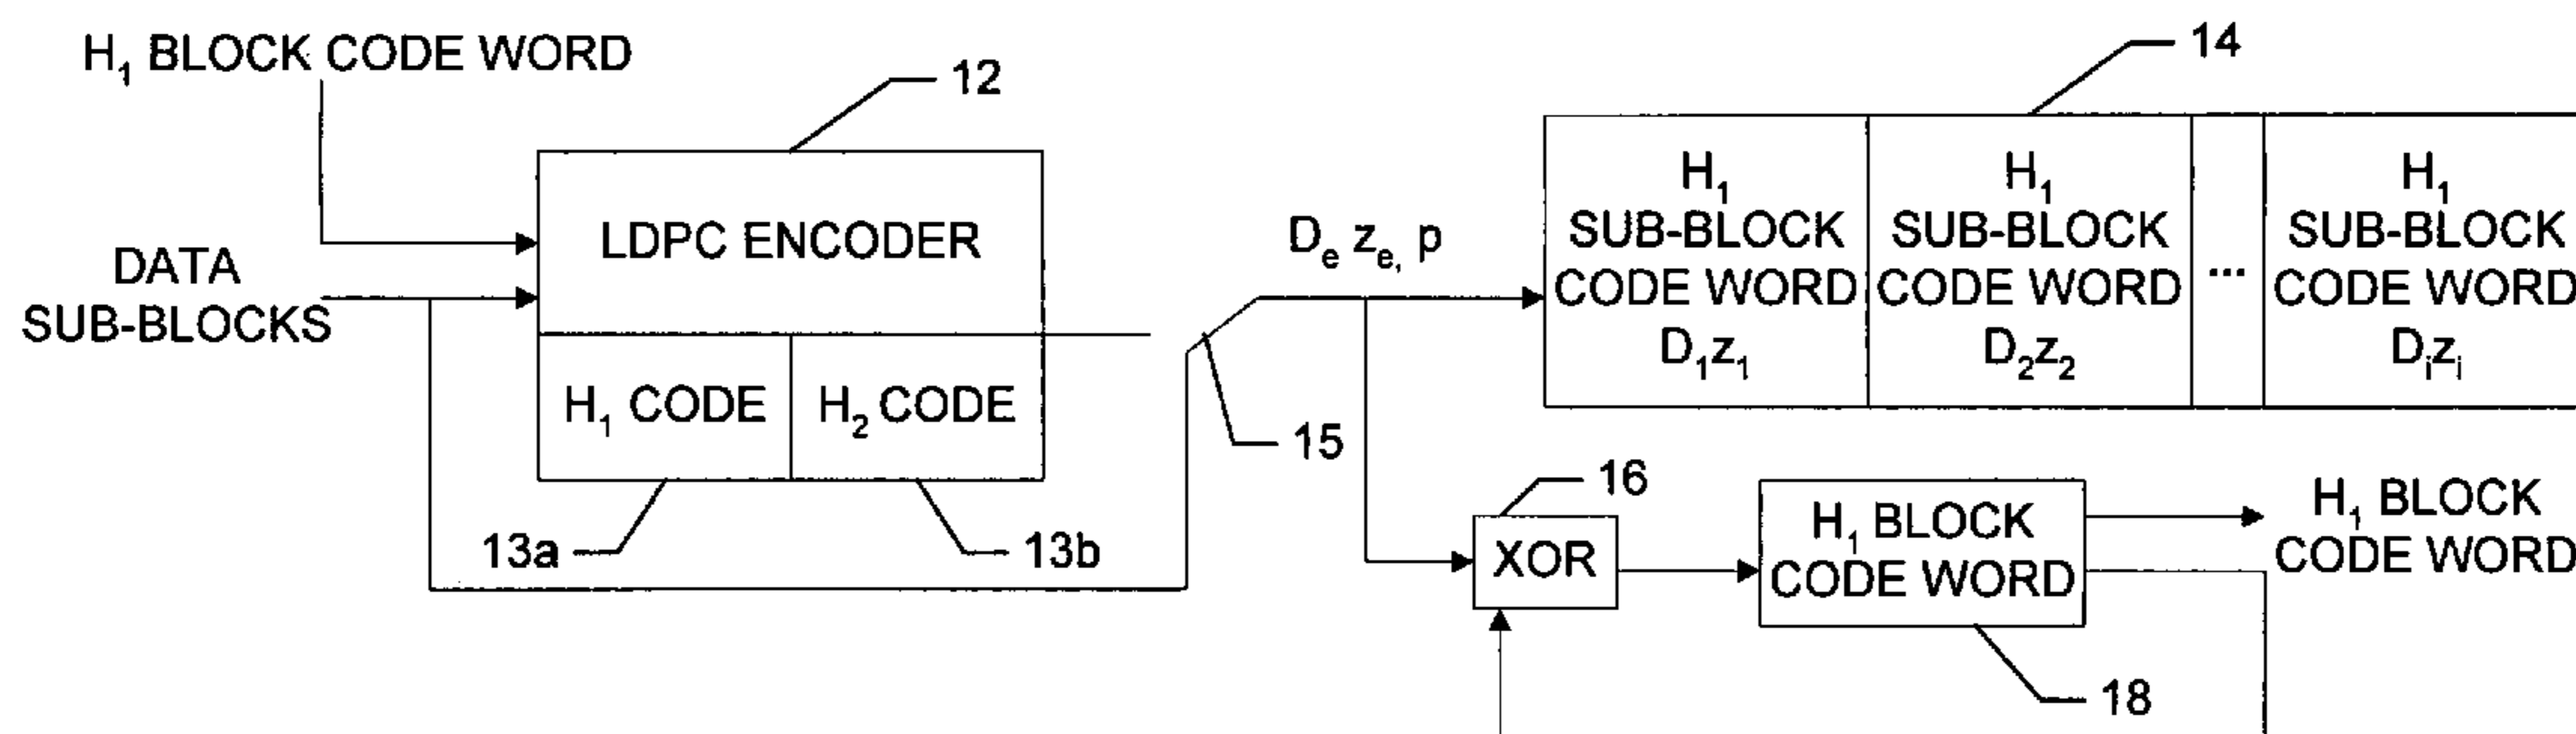 H₁ BLOCK CODE WORD
12
14
LDPC ENCODER
DATA
SUB-BLOCKS
H₁ CODE
H₂ CODE
13a
13b
15
Dₑ zₑ, p
H₁
SUB-BLOCK
CODE WORD
D₁z₁
H₁
SUB-BLOCK
CODE WORD
D₂z₂
...
H₁
SUB-BLOCK
CODE WORD
Dᵢzᵢ
16
XOR
H₁ BLOCK
CODE WORD
18
H₁ BLOCK
CODE WORD